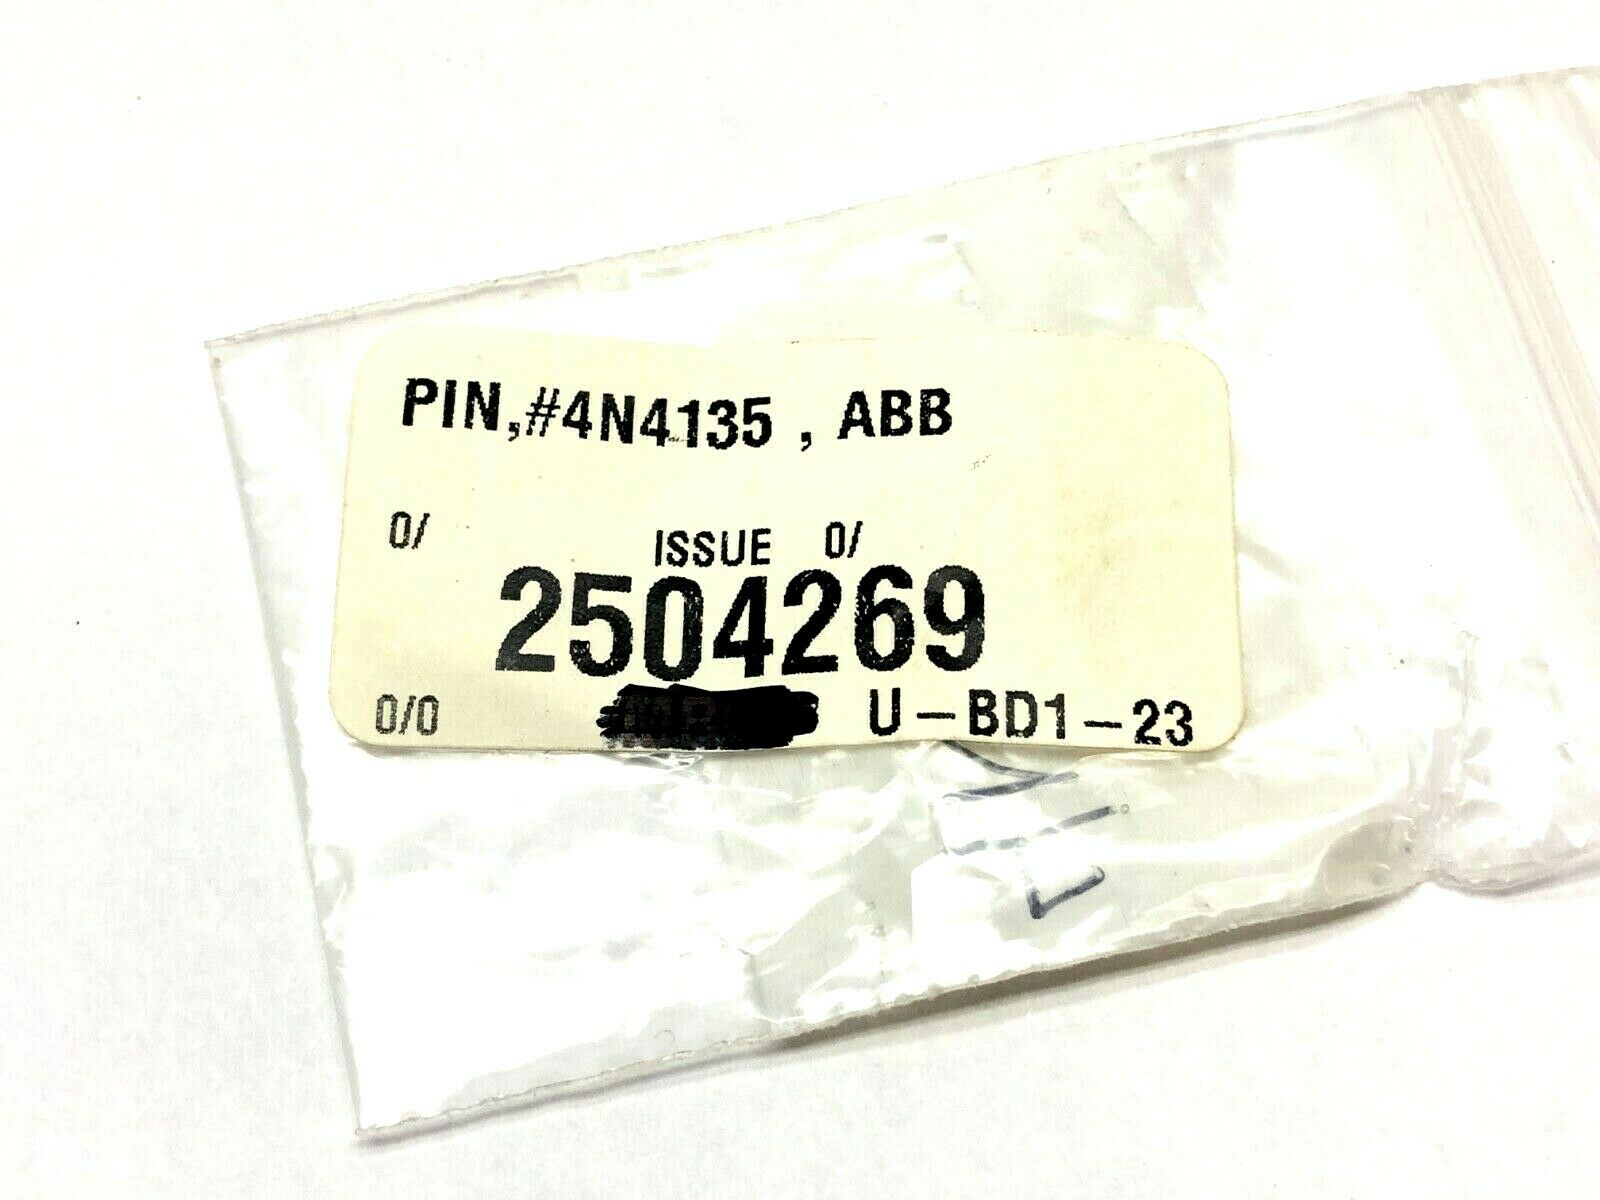 PIN,#4N4135 , ABB
0/ ISSUE 0/
2504269
0/0 U-BD1-23